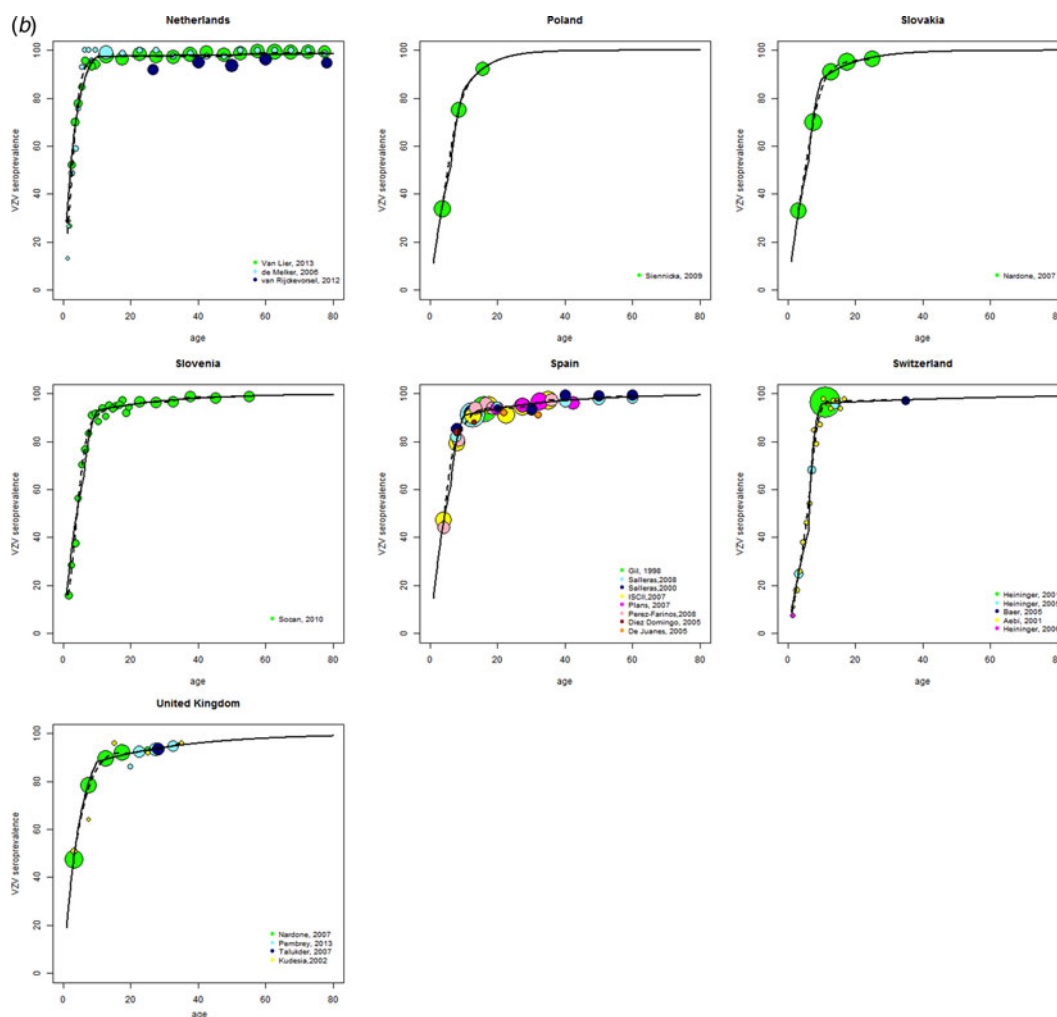 (b)
Netherlands
VZV seroprevalence
100
80
60
40
20
0
0 20 40 60 80
age
Van Lier, 2013
de Melker, 2006
van Rijckevorsel, 2012
Poland
VZV seroprevalence
100
80
60
40
20
0
0 20 40 60 80
age
Siennicka, 2009
Slovakia
VZV seroprevalence
100
80
60
40
20
0
0 20 40 60 80
age
Nardone, 2007
Slovenia
VZV seroprevalence
100
80
60
40
20
0
0 20 40 60 80
age
Socan, 2010
Spain
VZV seroprevalence
100
80
60
40
20
0
0 20 40 60 80
age
Gil, 1998
Salleras,2008
Salleras,2000
ISCII,2007
Plans, 2007
Perez-Farinos,2008
Diez Domingo, 2005
De Juanes, 2005
Switzerland
VZV seroprevalence
100
80
60
40
20
0
0 20 40 60 80
age
Heininger, 2001
Heininger,
Baer, 2005
Aebi, 2001
Heininger, 2006
United Kingdom
VZV seroprevalence
100
80
60
40
20
0
0 20 40 60 80
age
Nardone, 2007
Pembrey, 2013
Talukder, 2007
Kudesia,2002